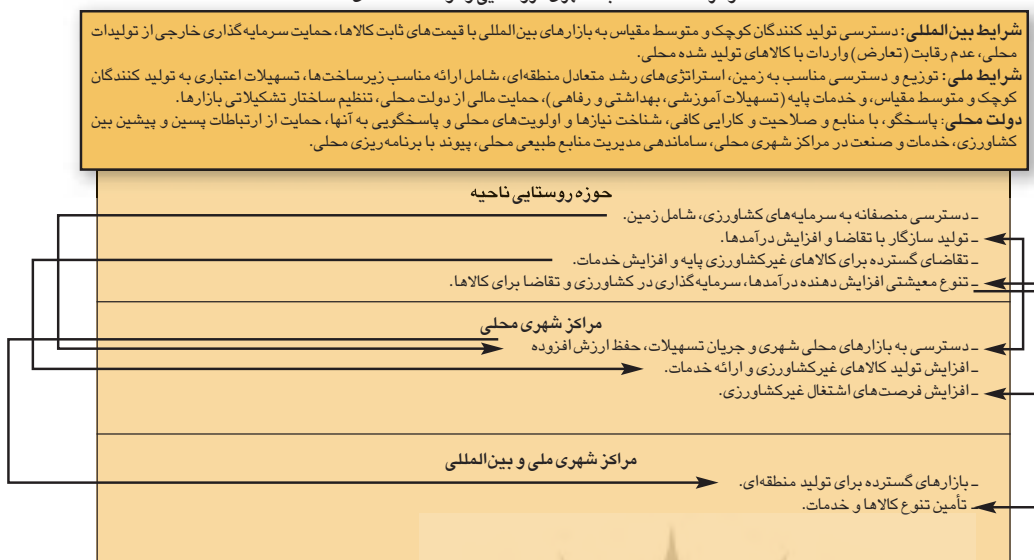 شرایط بین‌المللی: دسترسی تولید کنندگان کوچک و متوسط مقیاس به بازارهای بین‌المللی با قیمت‌های ثابت کالاها، حمایت سرمایه گذاری خارجی از تولیدات
محلی، عدم رقابت (تعارض) واردات با کالاهای تولید شده محلی.
شرایط ملی: توزیع و دسترسی مناسب به زمین، استراتژی‌های رشد متعادل منطقه‌ای، شامل ارائه مناسب زیرساخت‌ها، تسهیلات اعتباری به تولید کنندگان
کوچک و متوسط مقیاس، و خدمات پایه (تسهیلات آموزشی، بهداشتی و رفاهی)، حمایت مالی از دولت محلی، تنظیم ساختار تشکیلاتی بازارها.
دولت محلی: پاسخگو، با منابع و صلاحیت و کارایی کافی، شناخت نیازها و اولویت‌های محلی و پاسخگویی به آنها، حمایت از ارتباطات پسین و پیشین بین
کشاورزی، خدمات و صنعت در مراکز شهری محلی، ساماندهی مدیریت منابع طبیعی محلی، پیوند با برنامه‌ریزی محلی.
حوزه روستایی ناحیه
ـ دسترسی منصفانه به سرمایه‌های کشاورزی، شامل زمین.
ـ تولید سازگار با تقاضا و افزایش درآمدها.
ـ تقاضای گسترده برای کالاهای غیرکشاورزی پایه و افزایش خدمات.
ـ تنوع معیشتی افزایش دهنده درآمدها، سرمایه گذاری در کشاورزی و تقاضا برای کالاها.
مراکز شهری محلی
ـ دسترسی به بازارهای محلی شهری و جریان تسهیلات، حفظ ارزش افزوده
ـ افزایش تولید کالاهای غیرکشاورزی و ارائه خدمات.
ـ افزایش فرصت‌های اشتغال غیرکشاورزی.
مراکز شهری ملی و بین‌المللی
ـ بازارهای گسترده برای تولید منطقه‌ای.
ـ تأمین تنوع کالاها و خدمات.